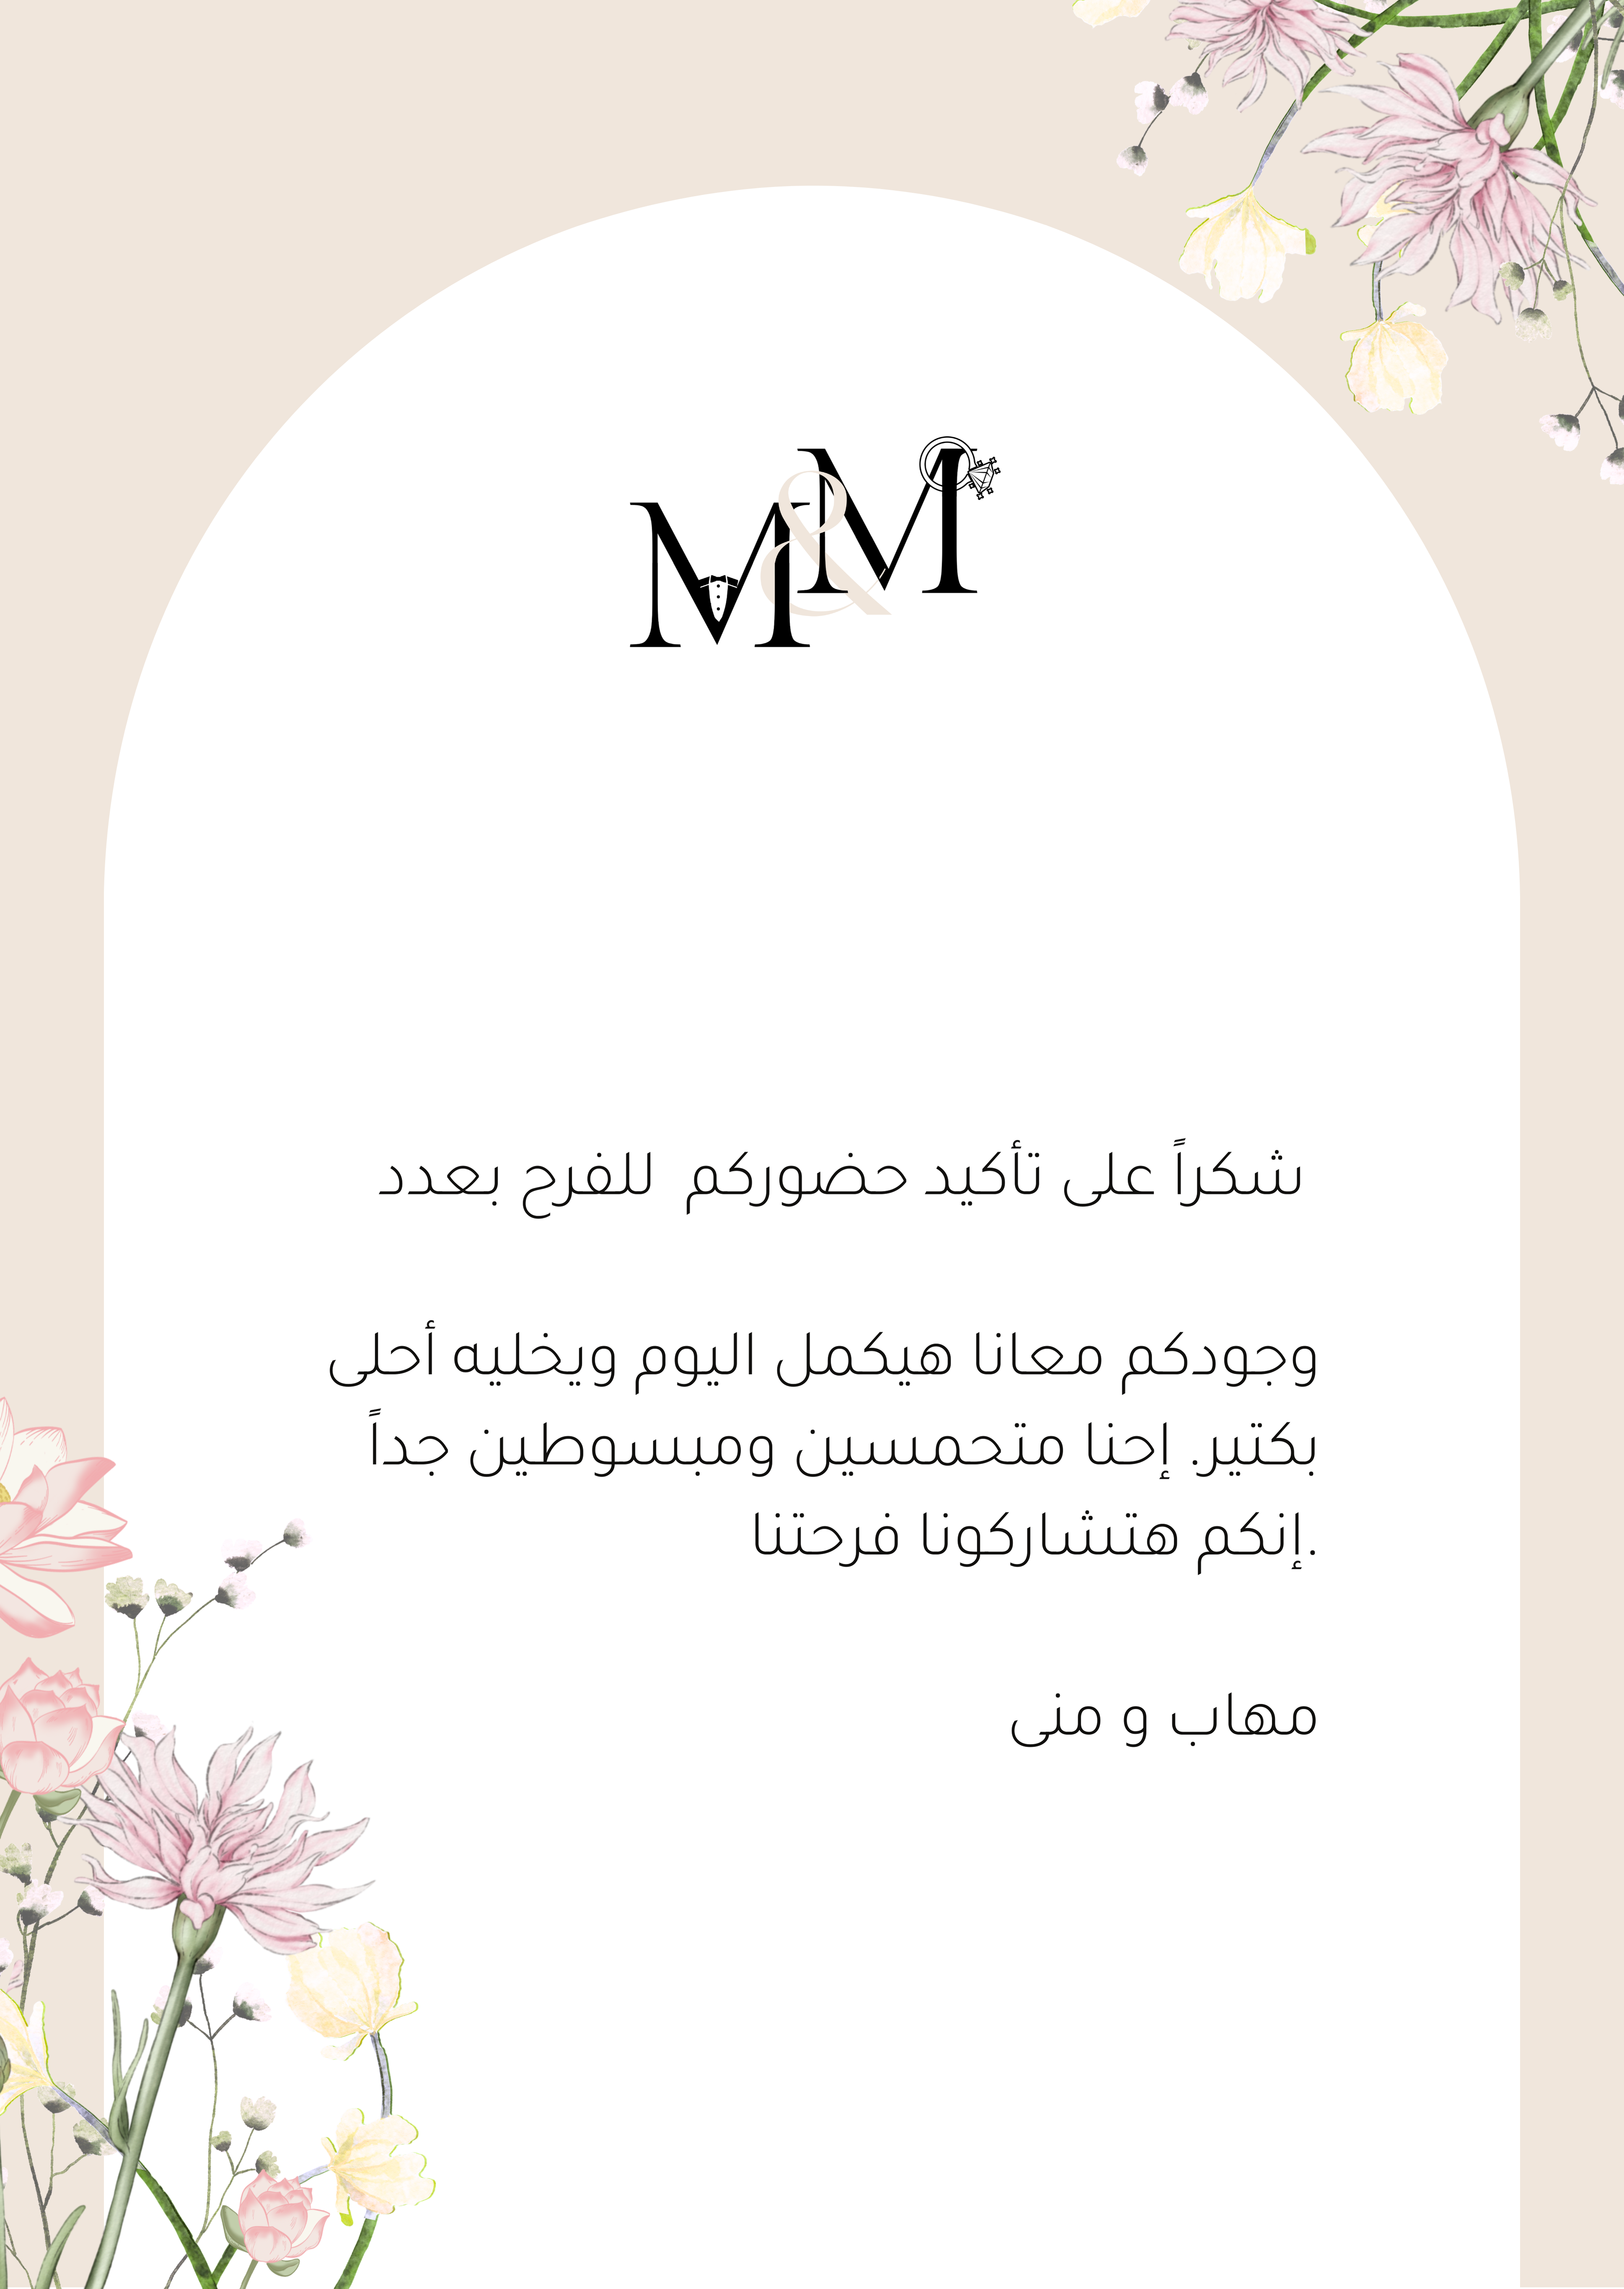 M&M
شكراً على تأكيد حضوركم للفرح بعدد
وجودكم معانا هيكمل اليوم ويخليه أحلى
بكتير. إحنا متحمسين ومبسوطين جداً
.إنكم هتشاركونا فرحتنا
مهاب و منى